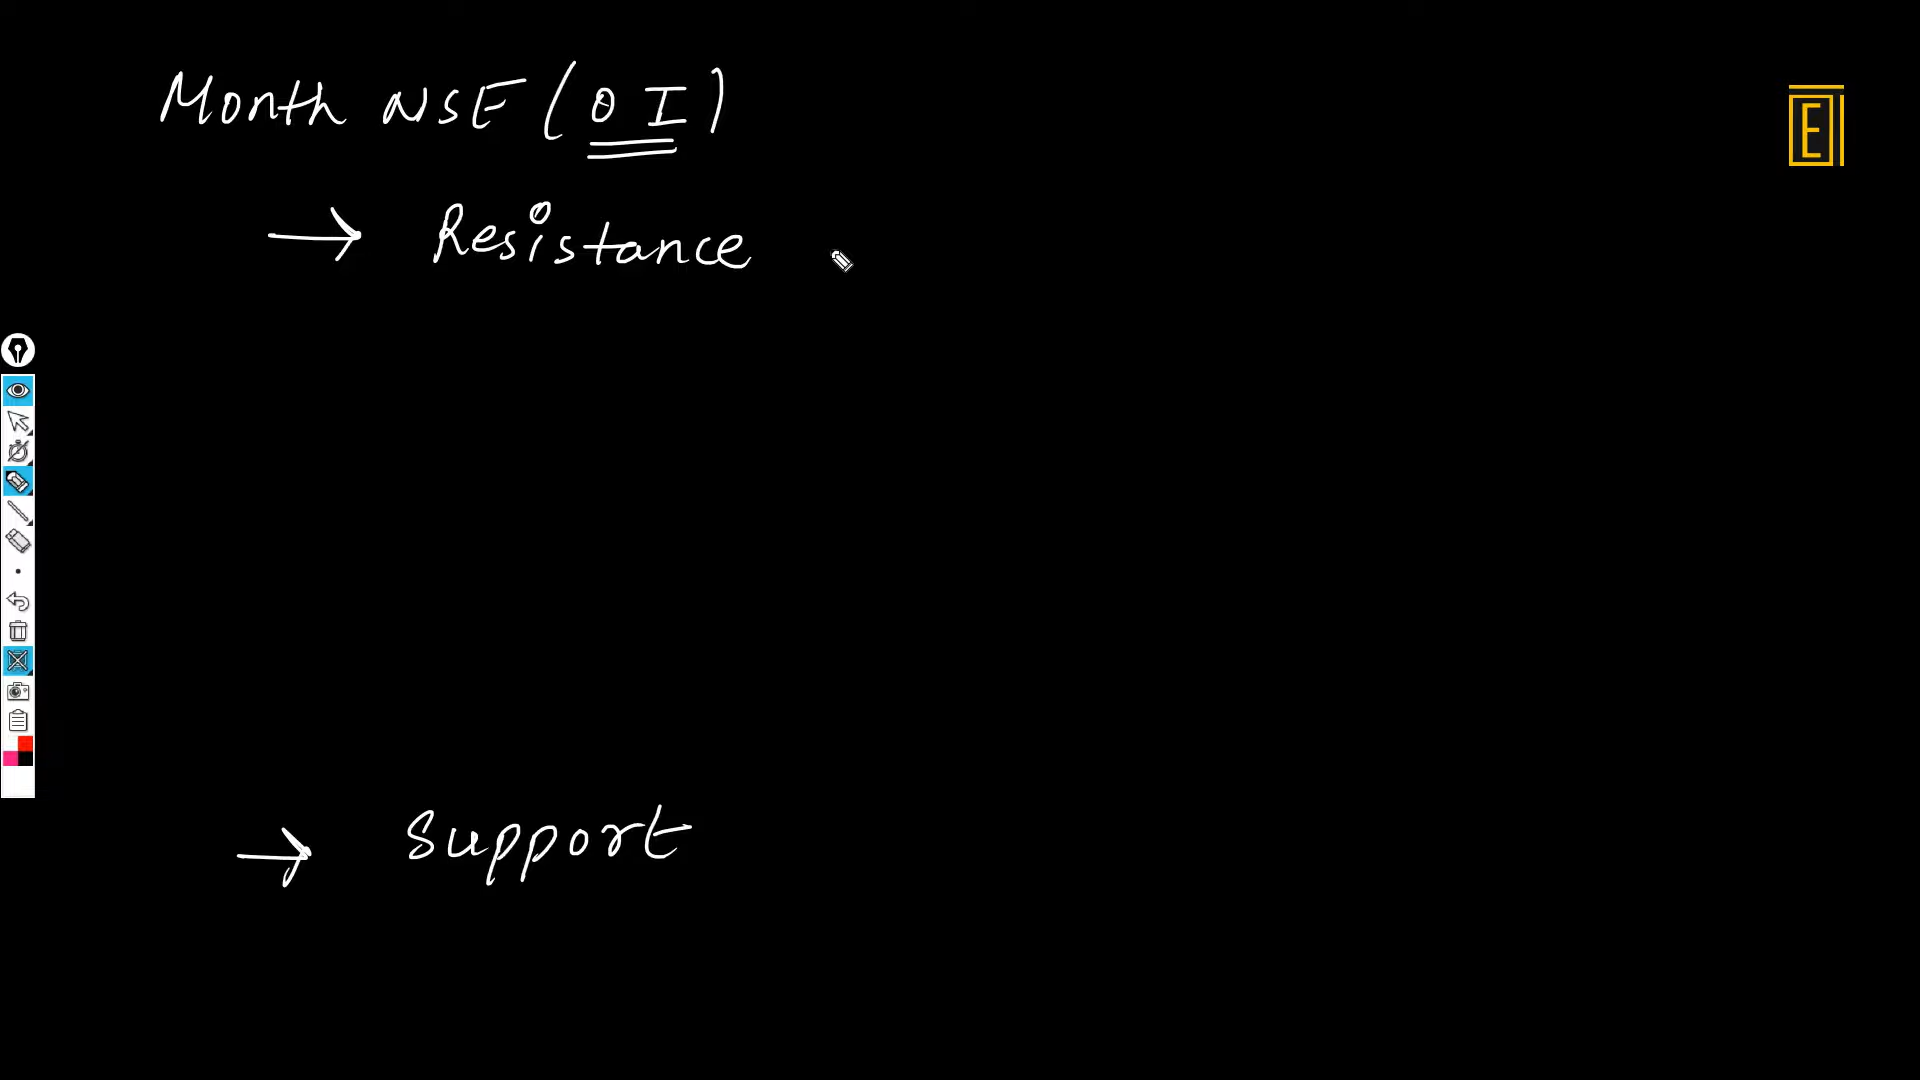 Month NSE (OI)
→ Resistance
→ Support
E